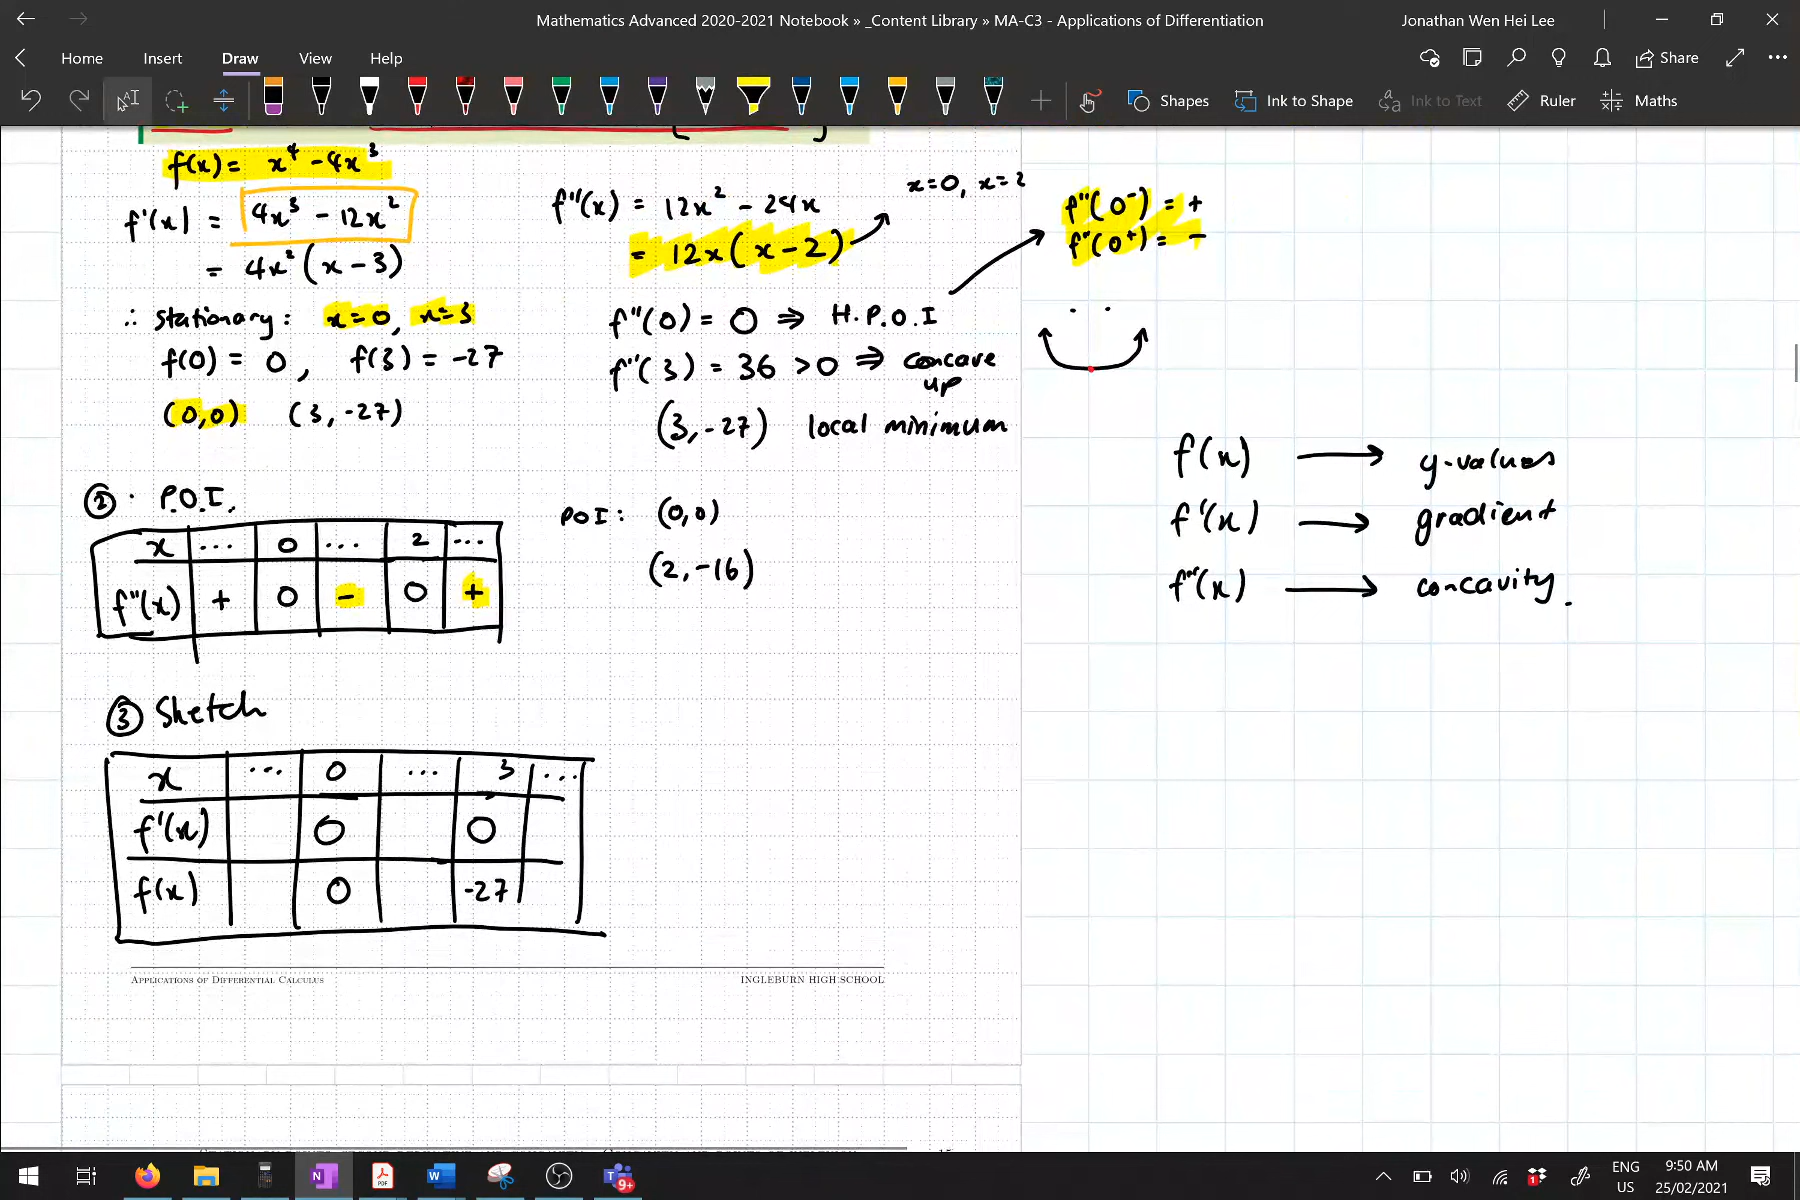 Mathematics Advanced 2020-2021 Notebook » _Content Library » MA-C3 - Applications of Differentiation
Jonathan Wen Hei Lee
Home Insert Draw View Help
Share
Shapes Ink to Shape Ink to Text Ruler Maths
f(x) = x⁴ - 4x³
f'(x) = 4x³ - 12x²
= 4x²(x - 3)
∴ stationary: x=0, x=3
f(0) = 0, f(3) = -27
(0,0) (3,-27)
f''(x) = 12x² - 24x
= 12x(x-2)
x=0, x=2
f''(0) = 0 ⇒ H.P.O.I
f''(3) = 36 > 0 ⇒ concave up
(3,-27) local minimum
f''(0⁻) = +
f''(0⁺) = -
f(x) → y-values
f'(x) → gradient
f''(x) → concavity.
② P.O.I.
x ... 0 ... 2 ...
f''(x) + 0 - 0 +
POI: (0,0)
(2,-16)
③ Sketch
x ... 0 ... 3 ...
f'(x) 0 0
f(x) 0 -27
Applications of Differential Calculus
INGLEBURN HIGH SCHOOL
9+
1
ENG
US
9:50 AM
25/02/2021